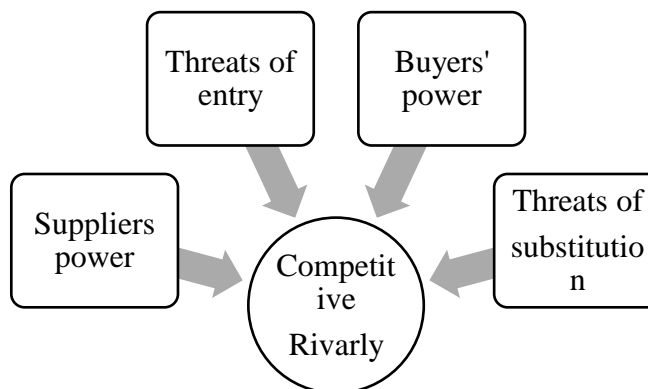 Threats of
entry
Buyers'
power
Suppliers
power
Threats of
substitutio
n
Competit
ive
Rivarly